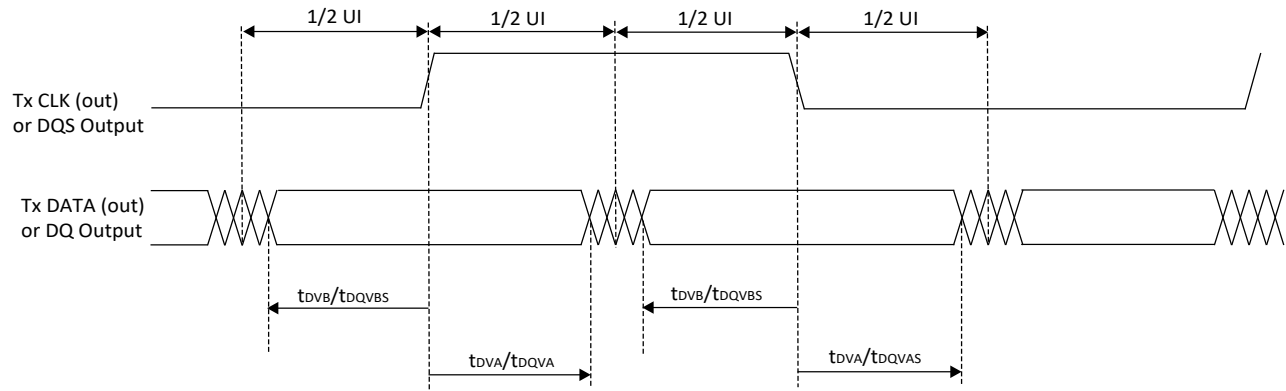 1/2 UI
1/2 UI
1/2 UI
1/2 UI
Tx CLK (out)
or DQS Output
Tx DATA (out)
or DQ Output
tDVB/tDQVBS
tDVB/tDQVBS
tDVA/tDQVA
tDVA/tDQVAS